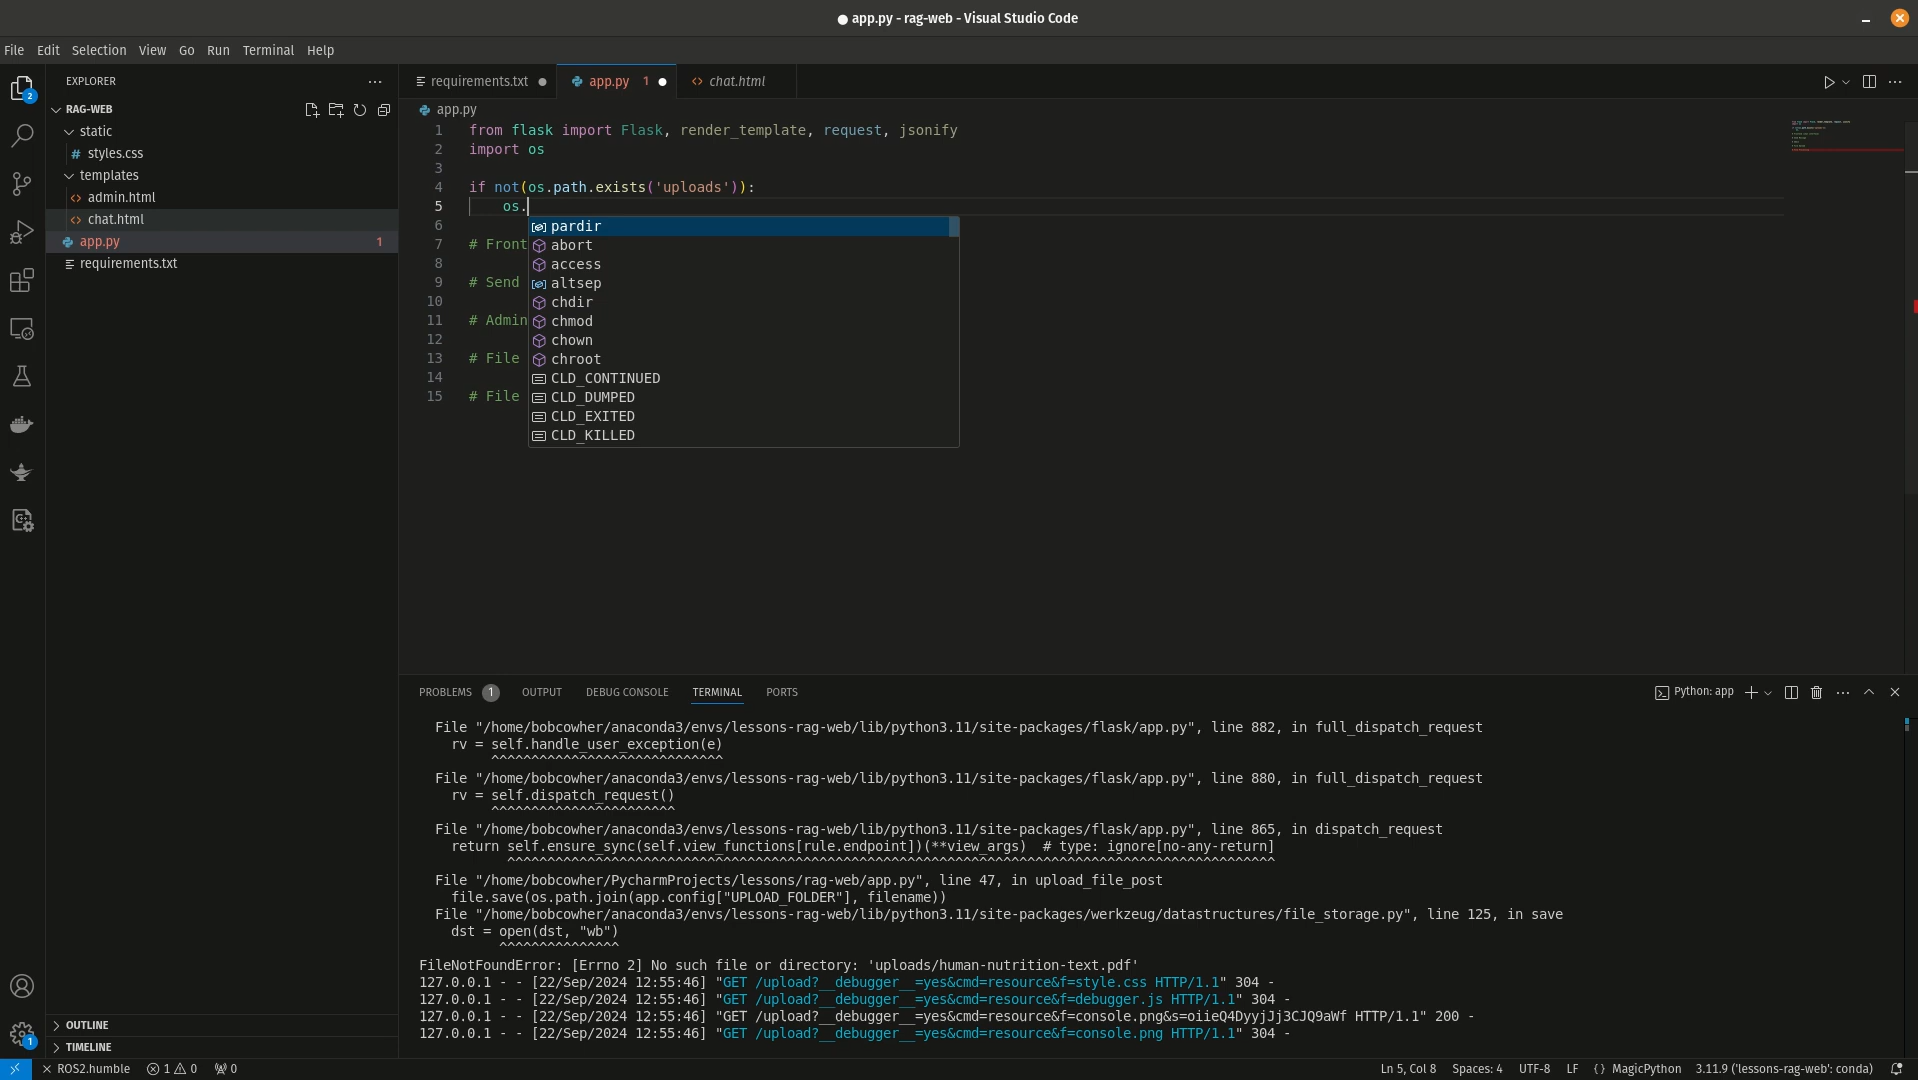 app.py - rag-web - Visual Studio Code
File Edit Selection View Go Run Terminal Help
EXPLORER
RAG-WEB
static
# styles.css
templates
<> admin.html
<> chat.html
app.py 1
requirements.txt
OUTLINE
TIMELINE
2
1
requirements.txt
app.py 1
<> chat.html
app.py
1 from flask import Flask, render_template, request, jsonify
2 import os
3
4 if not(os.path.exists('uploads')):
5 os.
6
7 # Front
8
9 # Send
10
11 # Admin
12
13 # File
14
15 # File
pardir
abort
access
altsep
chdir
chmod
chown
chroot
CLD_CONTINUED
CLD_DUMPED
CLD_EXITED
CLD_KILLED
PROBLEMS 1 OUTPUT DEBUG CONSOLE TERMINAL PORTS
Python: app
File "/home/bobcowher/anaconda3/envs/lessons-rag-web/lib/python3.11/site-packages/flask/app.py", line 882, in full_dispatch_request
rv = self.handle_user_exception(e)
^^^^^^^^^^^^^^^^^^^^^^^^^^^^^
File "/home/bobcowher/anaconda3/envs/lessons-rag-web/lib/python3.11/site-packages/flask/app.py", line 880, in full_dispatch_request
rv = self.dispatch_request()
^^^^^^^^^^^^^^^^^^^^^^^
File "/home/bobcowher/anaconda3/envs/lessons-rag-web/lib/python3.11/site-packages/flask/app.py", line 865, in dispatch_request
return self.ensure_sync(self.view_functions[rule.endpoint])(**view_args)  # type: ignore[no-any-return]
^^^^^^^^^^^^^^^^^^^^^^^^^^^^^^^^^^^^^^^^^^^^^^^^^^^^^^^^^^^^^^^^^^^^^^^^^^^^^^^^^^^^^^^^^^^^^^^^
File "/home/bobcowher/PycharmProjects/lessons/rag-web/app.py", line 47, in upload_file_post
file.save(os.path.join(app.config["UPLOAD_FOLDER"], filename))
File "/home/bobcowher/anaconda3/envs/lessons-rag-web/lib/python3.11/site-packages/werkzeug/datastructures/file_storage.py", line 125, in save
dst = open(dst, "wb")
^^^^^^^^^^^^^^^
FileNotFoundError: [Errno 2] No such file or directory: 'uploads/human-nutrition-text.pdf'
127.0.0.1 - - [22/Sep/2024 12:55:46] "GET /upload?__debugger__=yes&cmd=resource&f=style.css HTTP/1.1" 304 -
127.0.0.1 - - [22/Sep/2024 12:55:46] "GET /upload?__debugger__=yes&cmd=resource&f=debugger.js HTTP/1.1" 304 -
127.0.0.1 - - [22/Sep/2024 12:55:46] "GET /upload?__debugger__=yes&cmd=resource&f=console.png&s=oiieQ4DyyjJj3CJQ9aWf HTTP/1.1" 200 -
127.0.0.1 - - [22/Sep/2024 12:55:46] "GET /upload?__debugger__=yes&cmd=resource&f=console.png HTTP/1.1" 304 -
ROS2.humble 1 0 0 Ln 5, Col 8 Spaces: 4 UTF-8 LF {} MagicPython 3.11.9 ('lessons-rag-web': conda)